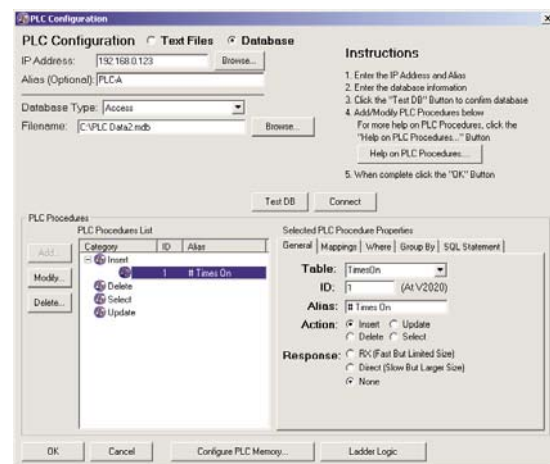 PLC Configuration
PLC Configuration Text Files Database
IP Address: 192.168.0.123 Browse...
Alias (Optional): PLC-A
Database Type: Access
Filename: C:\PLC Data2.mdb Browse...
Instructions
1. Enter the IP Address and Alias
2. Enter the database information
3. Click the "Test DB" Button to confirm database
4. Add/Modify PLC Procedures below
For more help on PLC Procedures, click the
"Help on PLC Procedures..." Button
Help on PLC Procedures...
5. When complete click the "OK" Button
Test DB Connect
PLC Procedures
PLC Procedures List
Add...
Modify...
Delete...
Category ID Alias
Insert
1 # Times On
Delete
Select
Update
Selected PLC Procedure Properties
General Mappings Where Group By SQL Statement
Table: TimesOn
ID: 1 (At V2020)
Alias: # Times On
Action: Insert Update
Delete Select
Response: RX (Fast But Limited Size)
Direct (Slow But Larger Size)
None
OK Cancel Configure PLC Memory... Ladder Logic